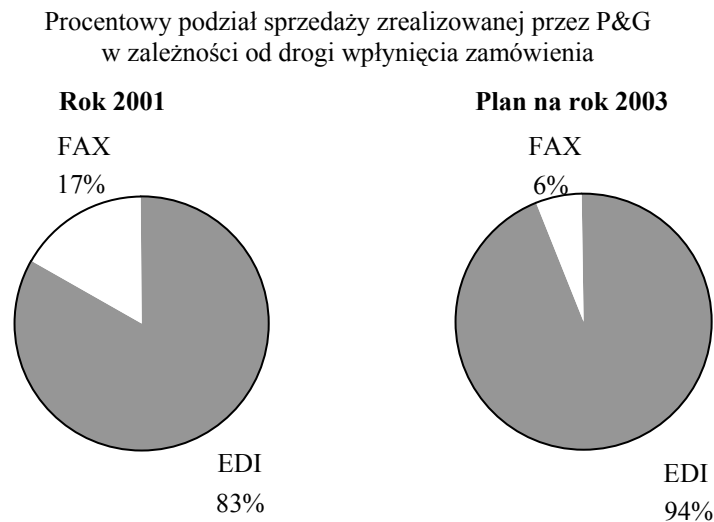 Procentowy podział sprzedaży zrealizowanej przez P&G
w zależności od drogi wpłynięcia zamówienia
Rok 2001
FAX
17%
EDI
83%
Plan na rok 2003
FAX
6%
EDI
94%